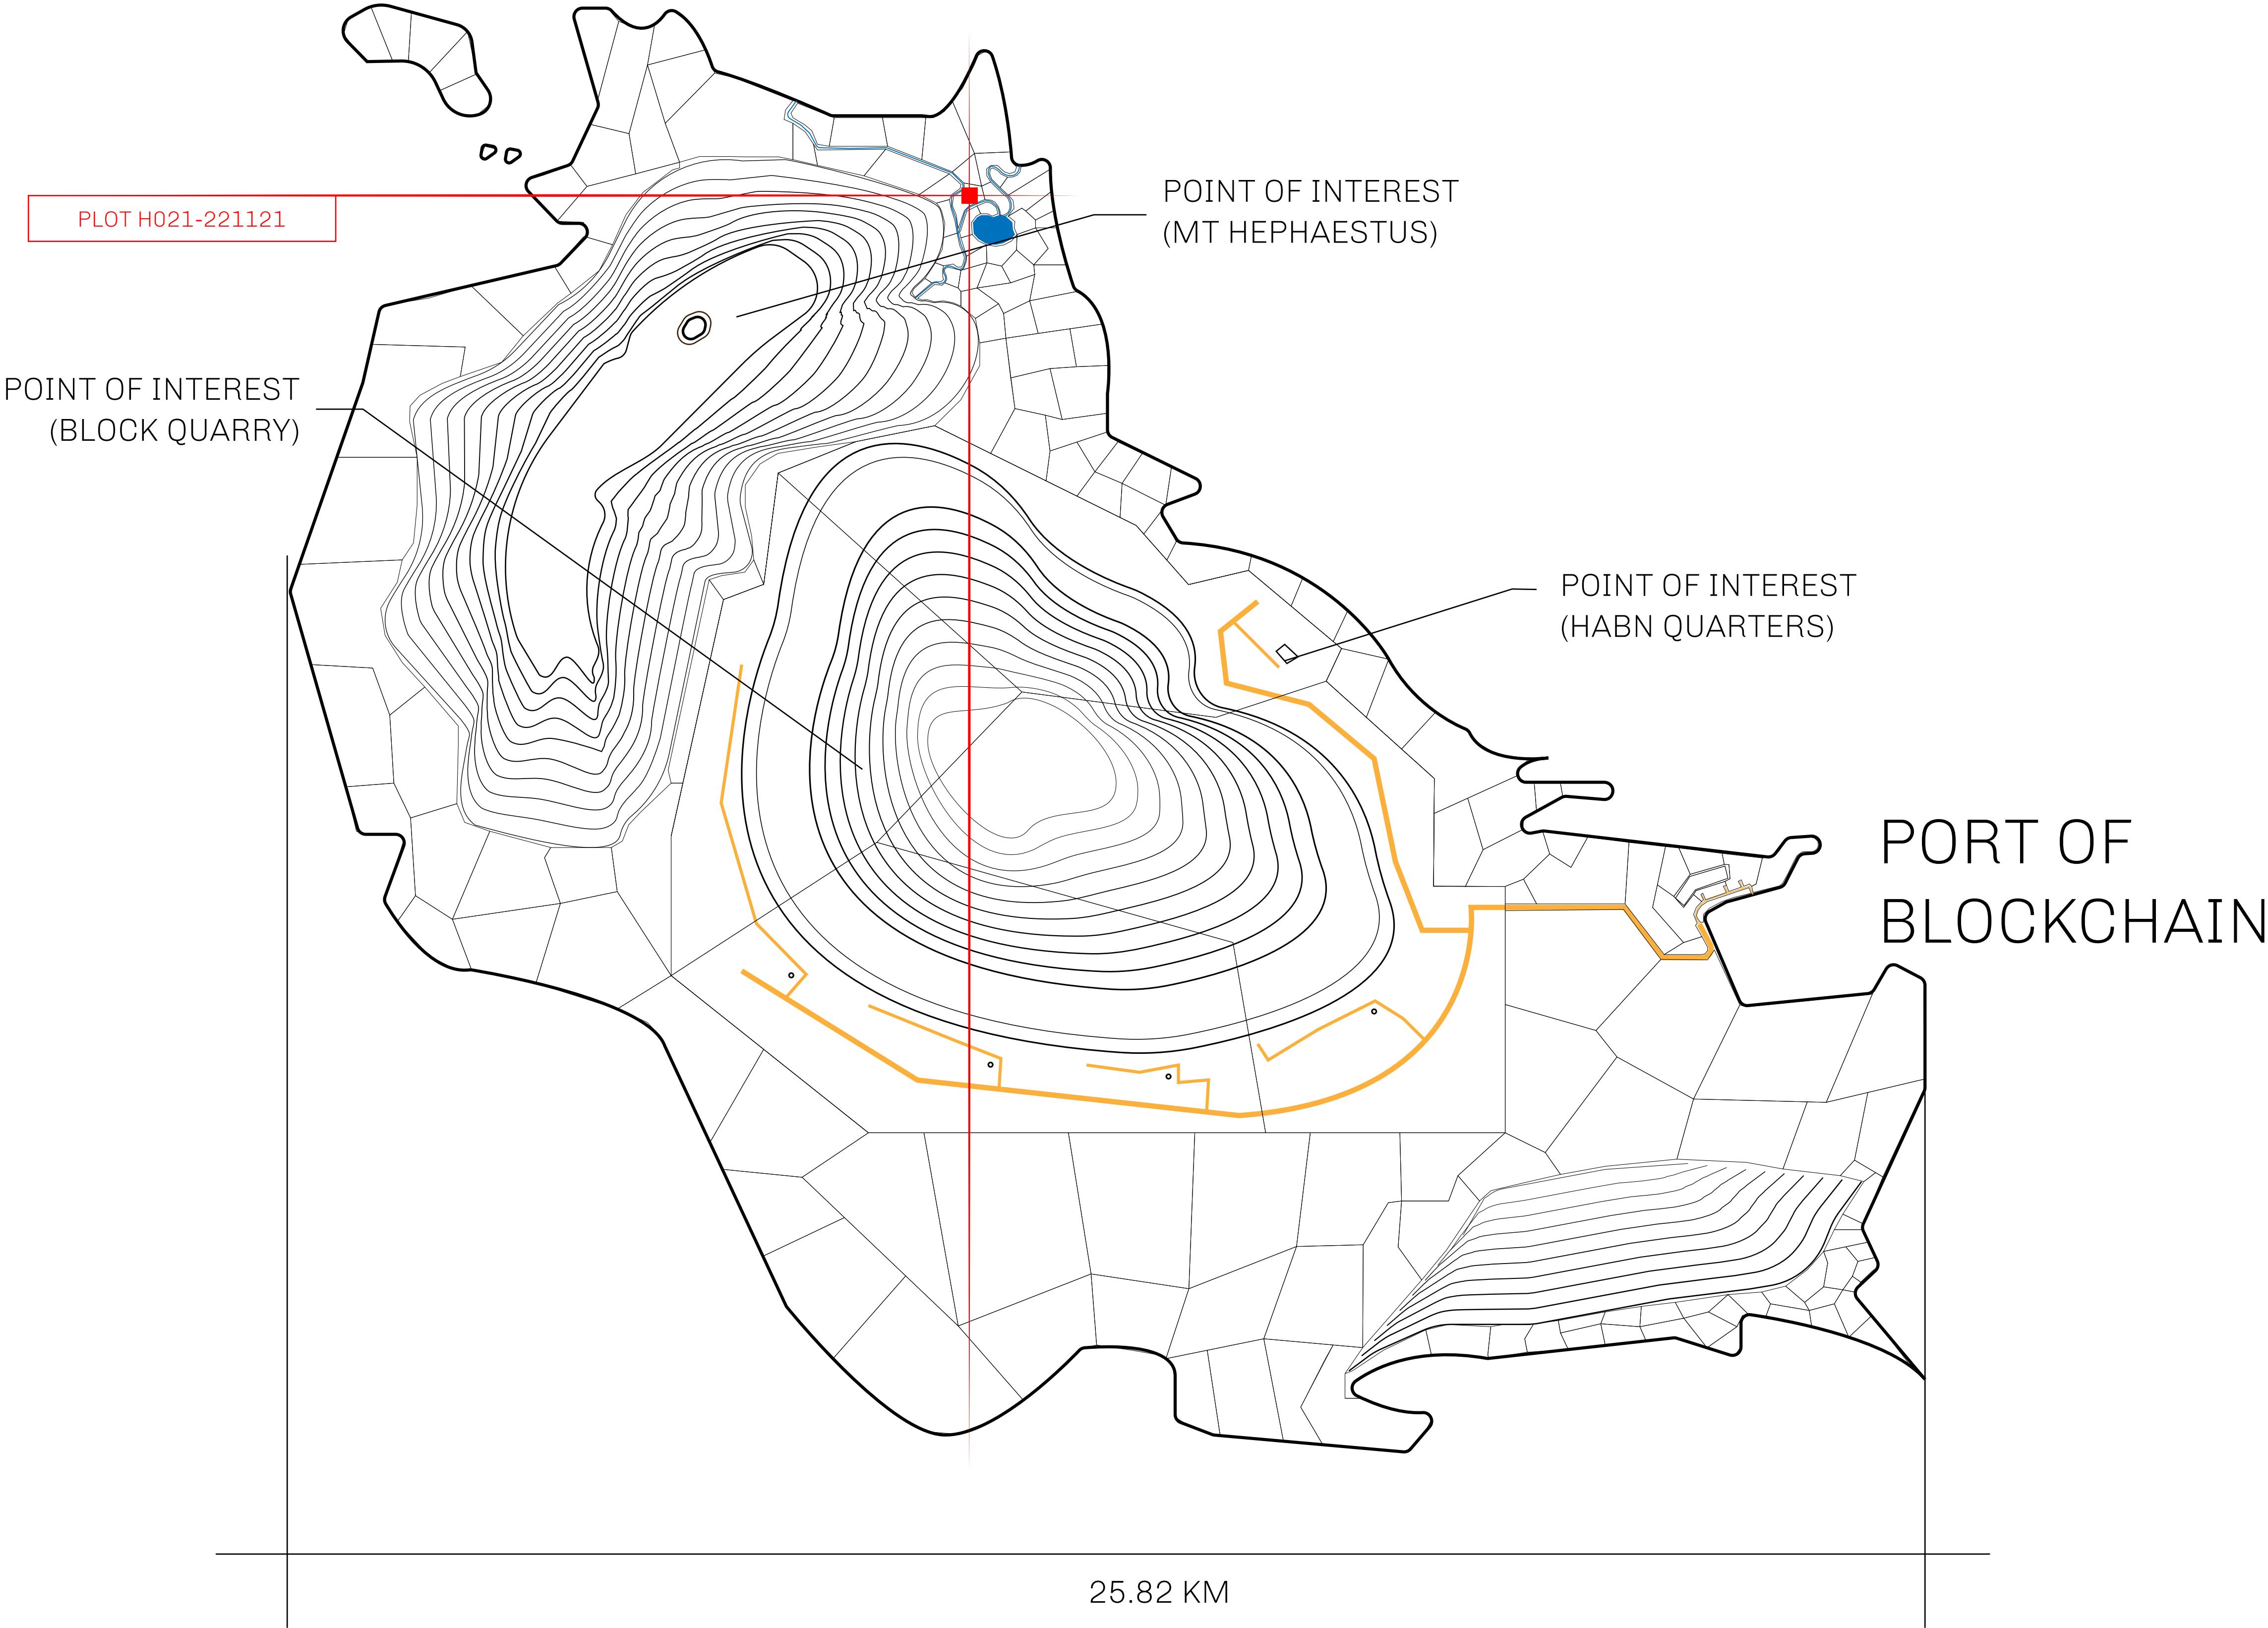 PLOT H021-221121
POINT OF INTEREST
(MT HEPHAESTUS)
POINT OF INTEREST
(BLOCK QUARRY)
POINT OF INTEREST
(HABN QUARTERS)
PORT OF
BLOCKCHAIN
25.82 KM